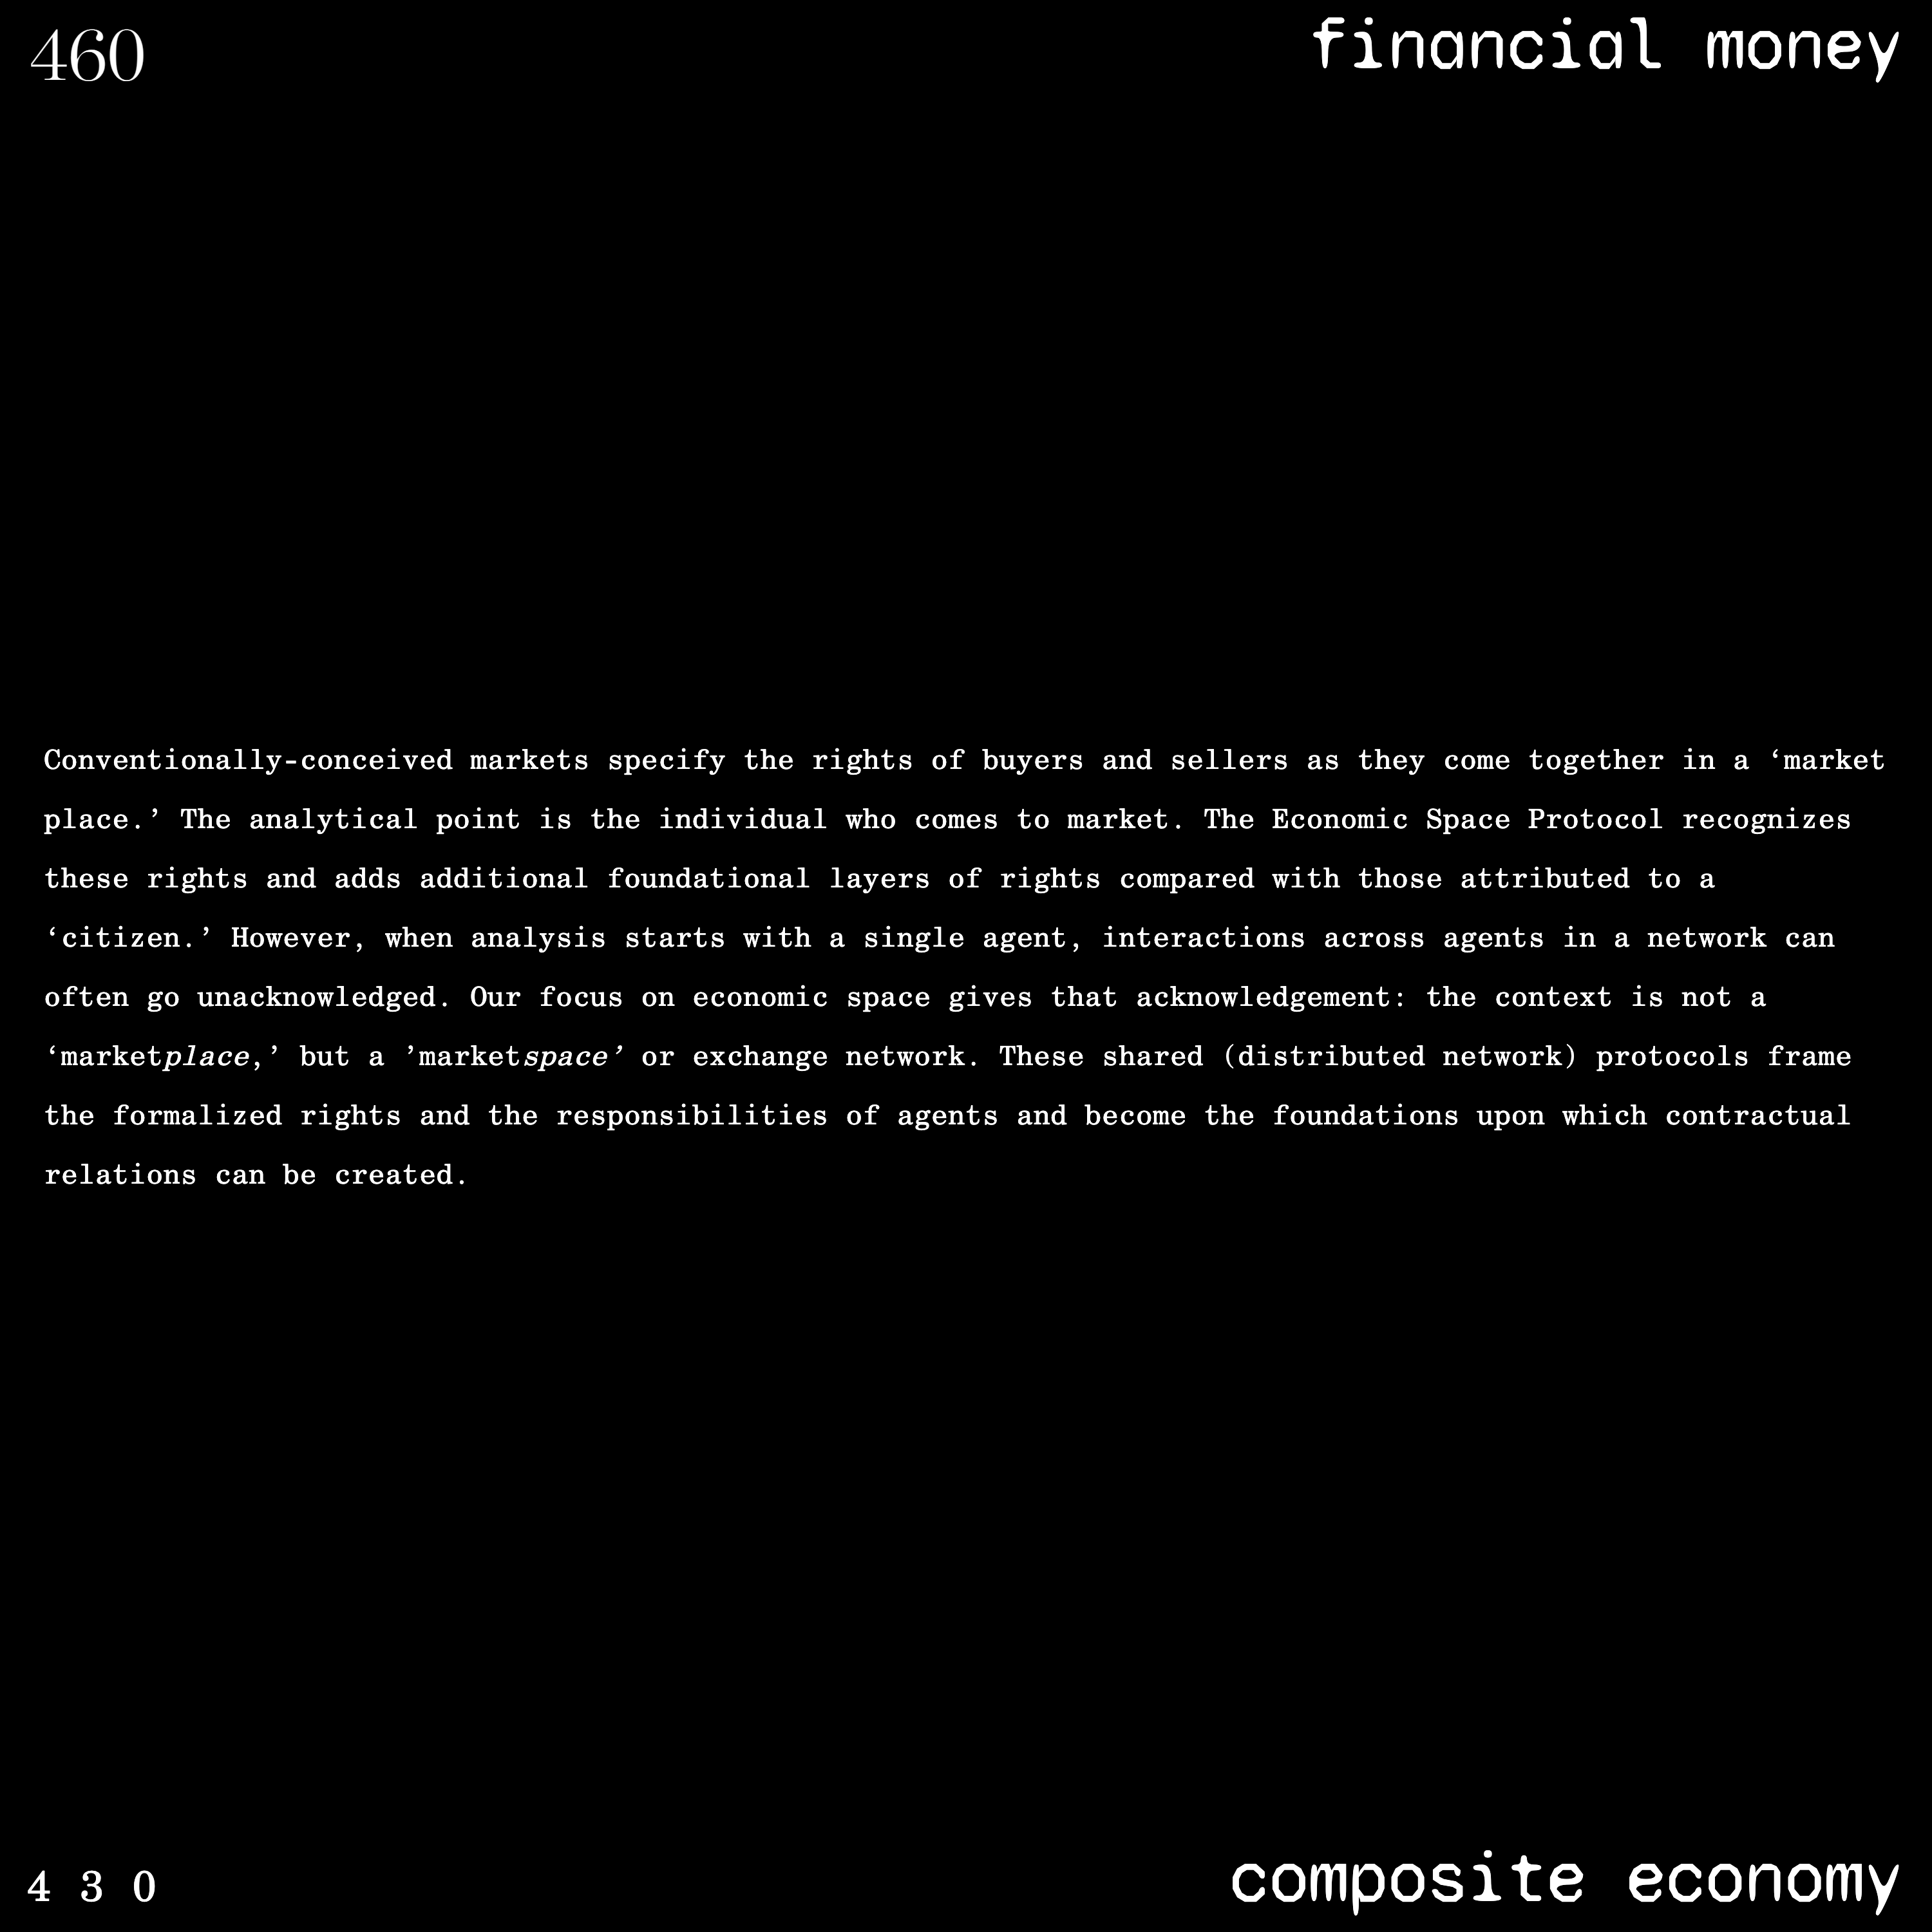 460
financial money
Conventionally-conceived markets specify the rights of buyers and sellers as they come together in a ‘market
place.’ The analytical point is the individual who comes to market. The Economic Space Protocol recognizes
these rights and adds additional foundational layers of rights compared with those attributed to a
‘citizen.’ However, when analysis starts with a single agent, interactions across agents in a network can
often go unacknowledged. Our focus on economic space gives that acknowledgement: the context is not a
‘marketplace,’ but a ’marketspace’ or exchange network. These shared (distributed network) protocols frame
the formalized rights and the responsibilities of agents and become the foundations upon which contractual
relations can be created.
4 3 0
composite economy